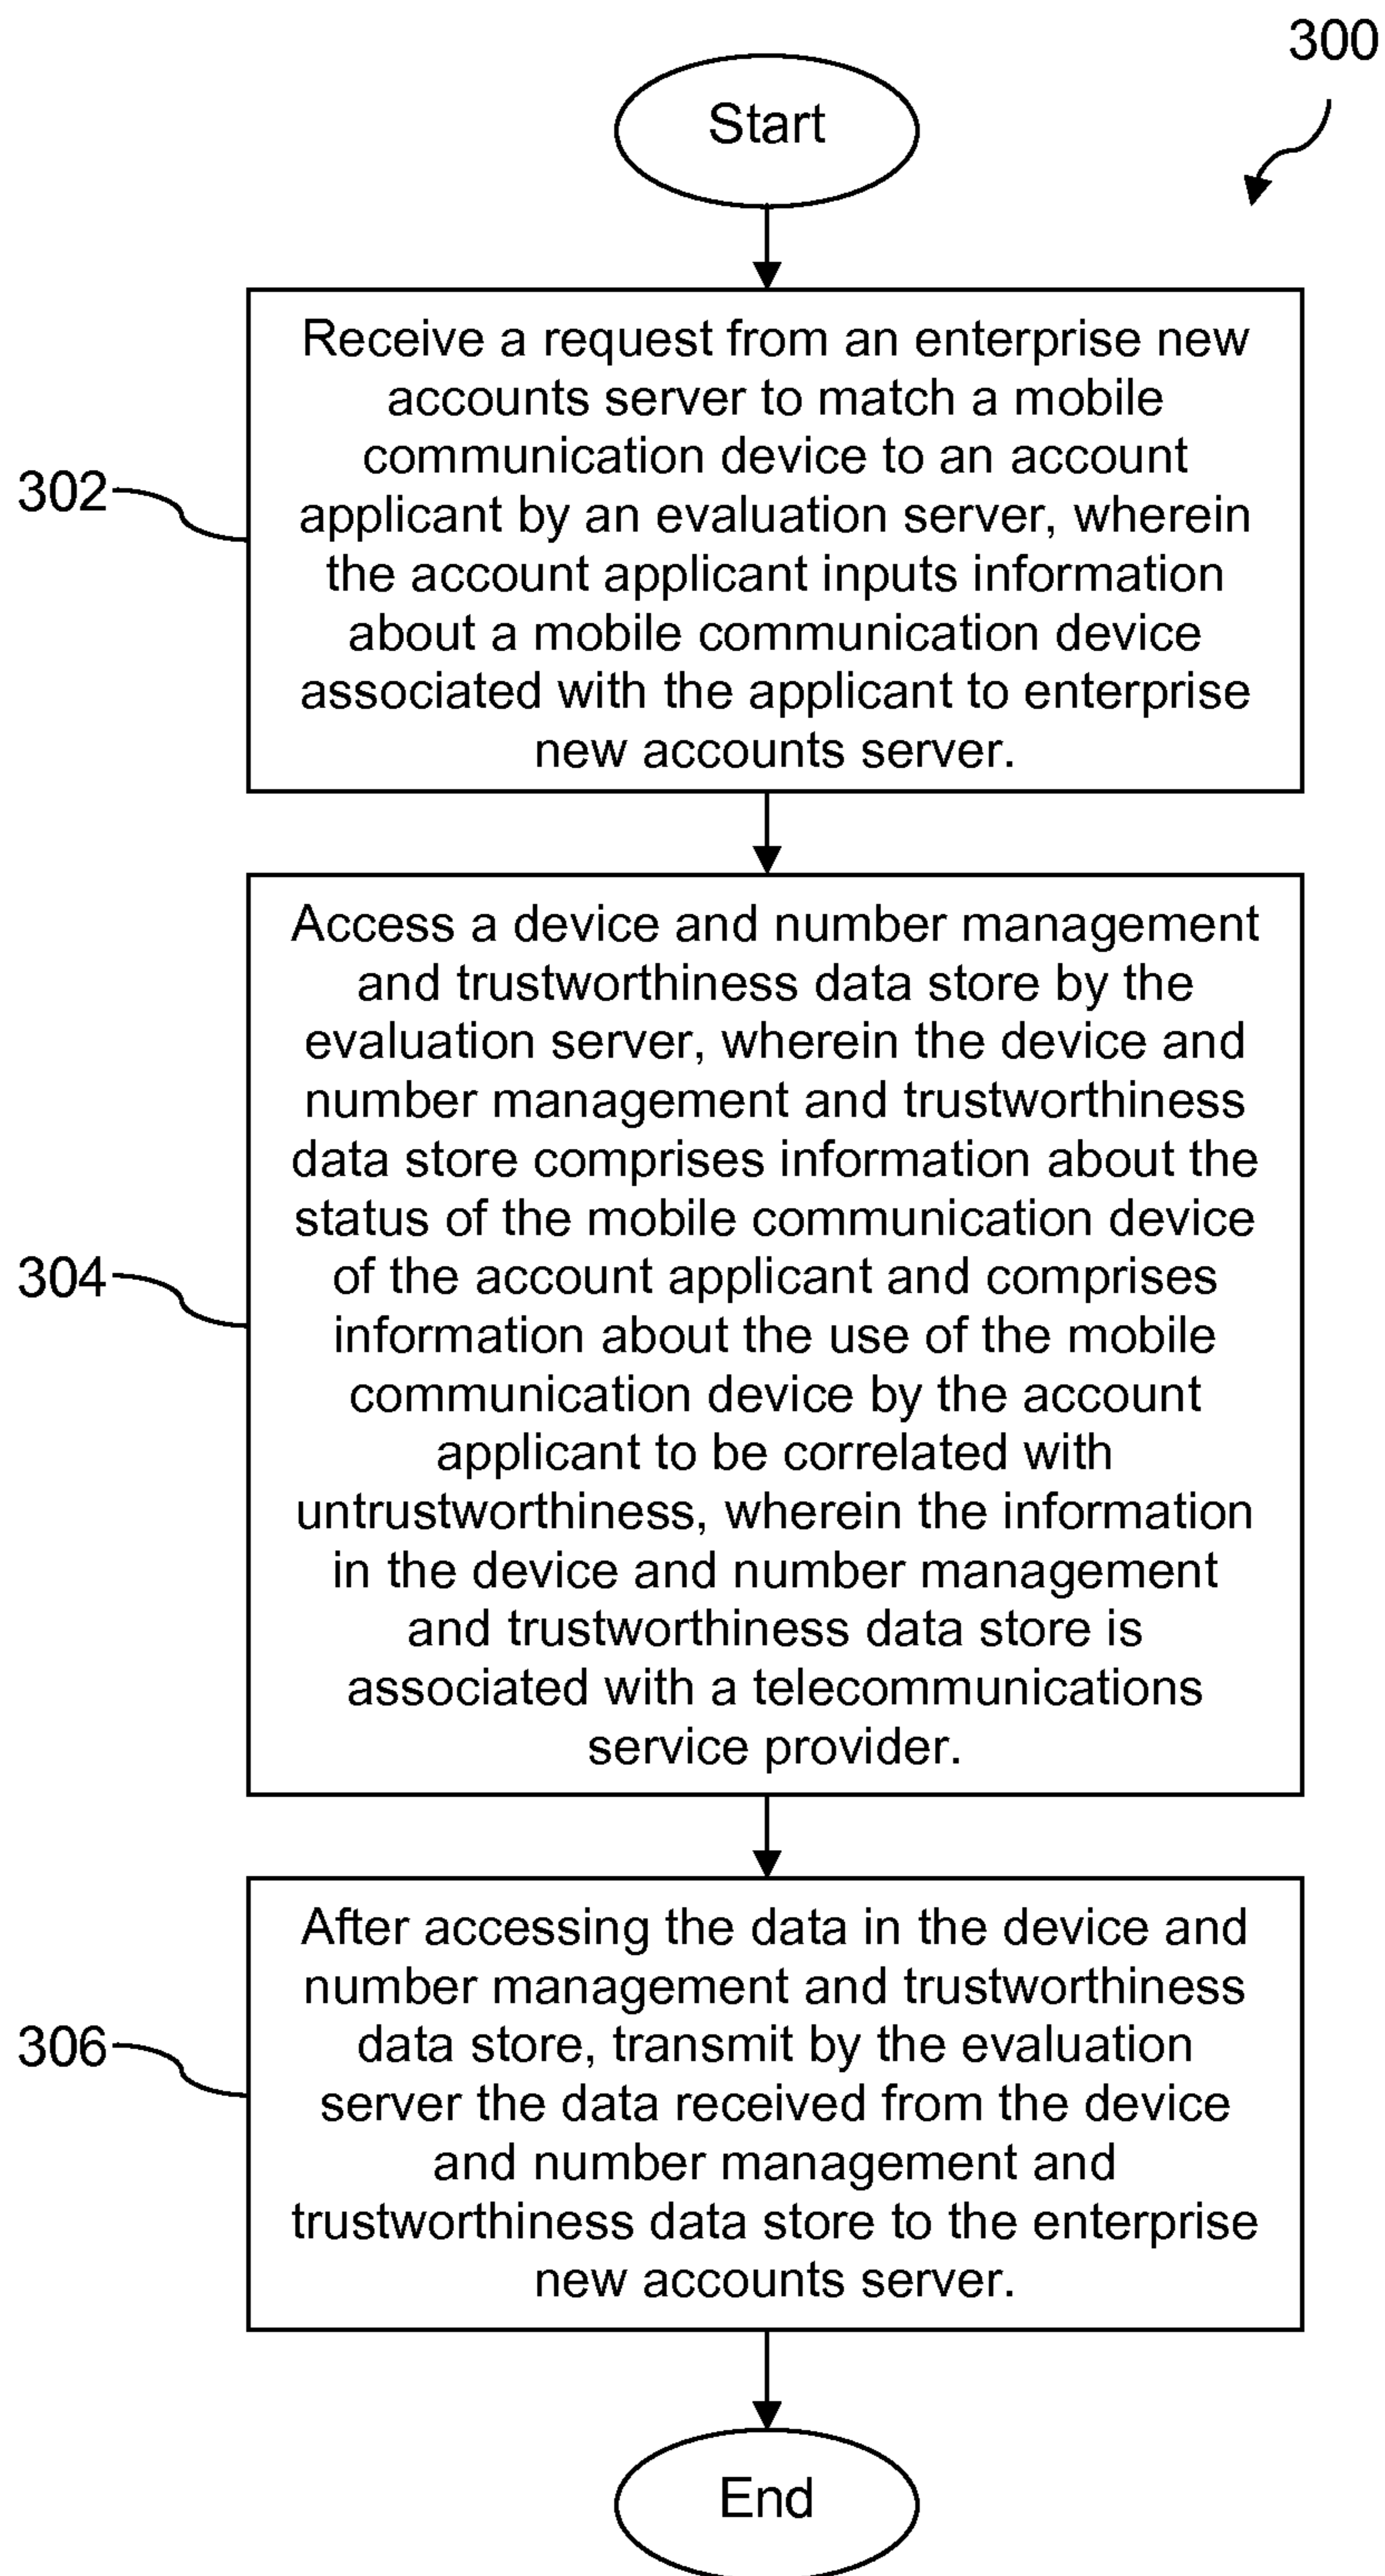 300
Start
Receive a request from an enterprise new
accounts server to match a mobile
communication device to an account
applicant by an evaluation server, wherein
the account applicant inputs information
about a mobile communication device
associated with the applicant to enterprise
new accounts server.
302
Access a device and number management
and trustworthiness data store by the
evaluation server, wherein the device and
number management and trustworthiness
data store comprises information about the
status of the mobile communication device
of the account applicant and comprises
information about the use of the mobile
communication device by the account
applicant to be correlated with
untrustworthiness, wherein the information
in the device and number management
and trustworthiness data store is
associated with a telecommunications
service provider.
304
After accessing the data in the device and
number management and trustworthiness
data store, transmit by the evaluation
server the data received from the device
and number management and
trustworthiness data store to the enterprise
new accounts server.
306
End